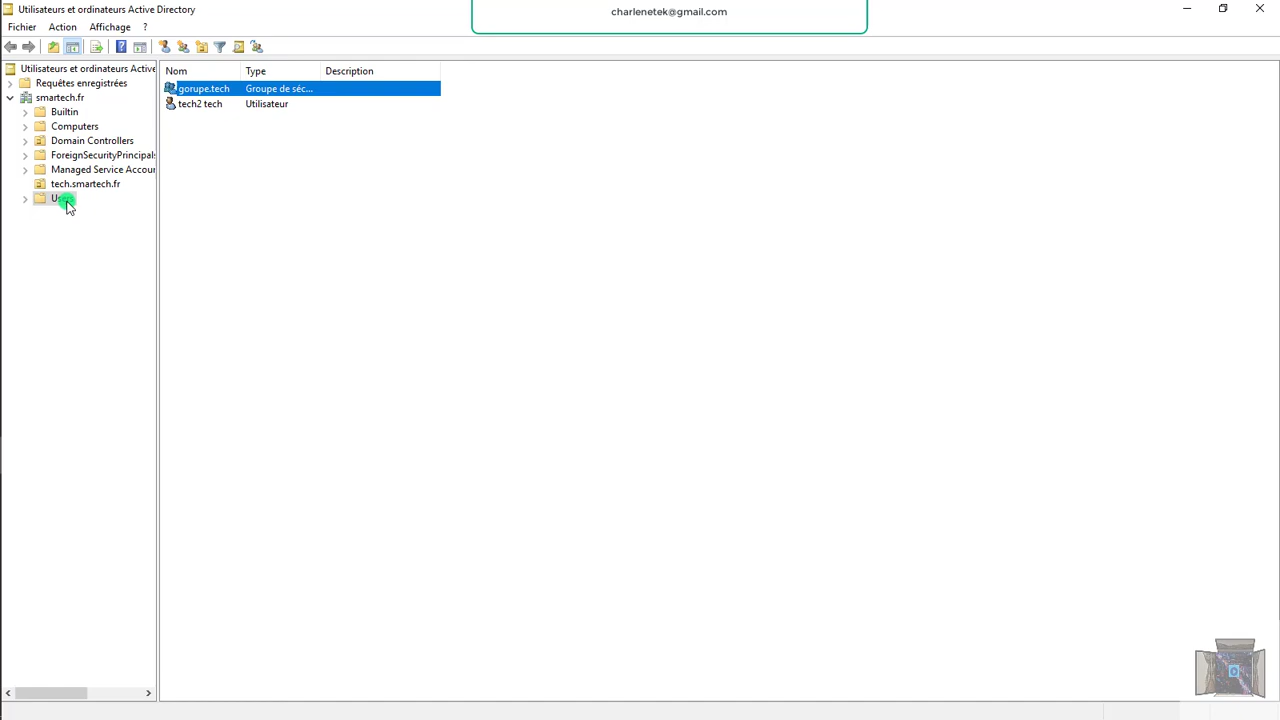 Utilisateurs et ordinateurs Active Directory
charlenetek@gmail.com
Fichier Action Affichage ?
Utilisateurs et ordinateurs Active
Requêtes enregistrées
smartech.fr
Builtin
Computers
Domain Controllers
ForeignSecurityPrincipals
Managed Service Accoun
tech.smartech.fr
Nom Type Description
gorupe.tech Groupe de séc...
tech2 tech Utilisateur